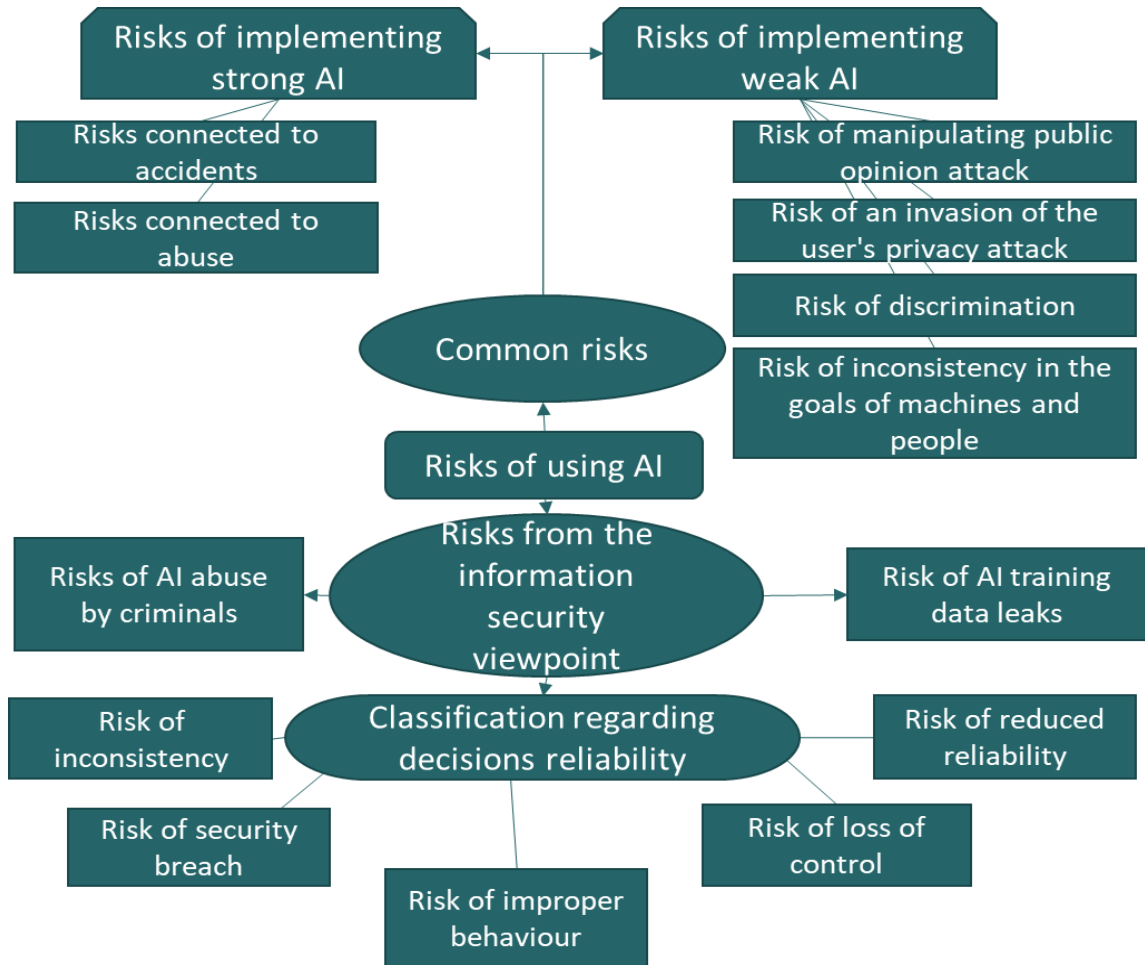 Risks of implementing
strong AI
Risks of implementing
weak AI
Risks connected to
accidents
Risks connected to
abuse
Risk of manipulating public
opinion attack
Risk of an invasion of the
user's privacy attack
Risk of discrimination
Risk of inconsistency in the
goals of machines and
people
Common risks
Risks of using AI
Risks from the
information
security
viewpoint
Risks of AI abuse
by criminals
Risk of AI training
data leaks
Classification regarding
decisions reliability
Risk of
inconsistency
Risk of reduced
reliability
Risk of security
breach
Risk of loss of
control
Risk of improper
behaviour